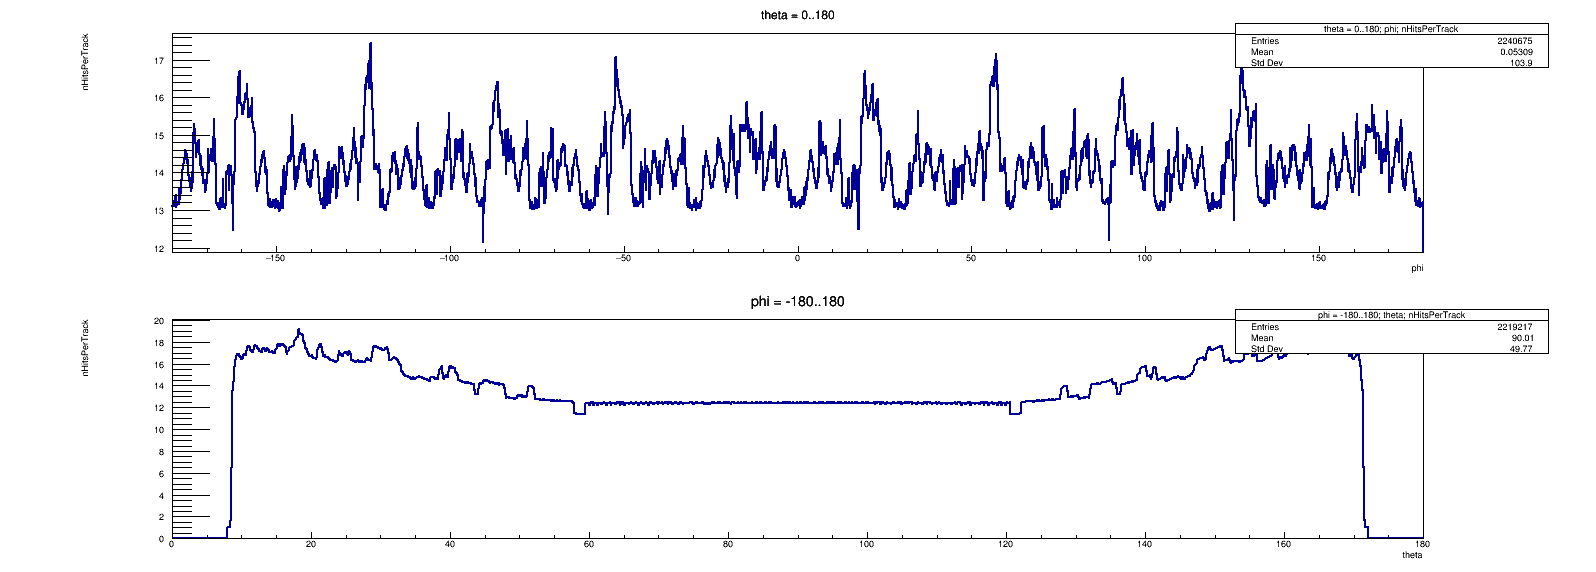 theta = 0..180
nHitsPerTrack
theta = 0..180; phi; nHitsPerTrack
Entries 2240675
Mean 0.05309
Std Dev 103.9
17
16
15
14
13
12
−150 −100 −50 0 50 100 150
phi
phi = -180..180
nHitsPerTrack
phi = -180..180; theta; nHitsPerTrack
Entries 2219217
Mean 90.01
Std Dev 49.77
20
18
16
14
12
10
8
6
4
2
0
0 20 40 60 80 100 120 140 160 180
theta